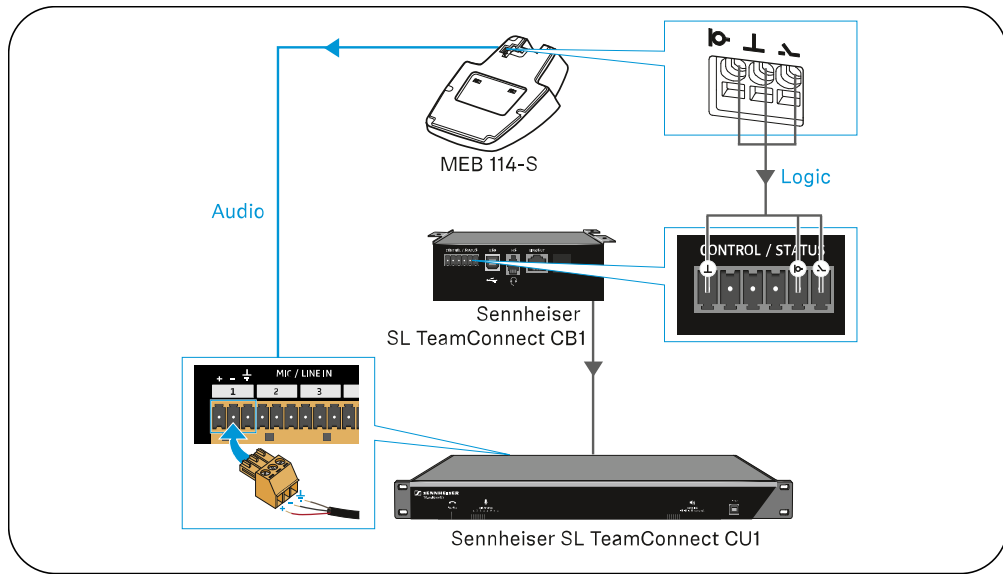 MEB 114-S
Logic
Audio
CONTROL / STATUS
Sennheiser
SL TeamConnect CB1
+ - MIC / LINE IN
1 2 3
+ -
SENNHEISER
Sennheiser SL TeamConnect CU1